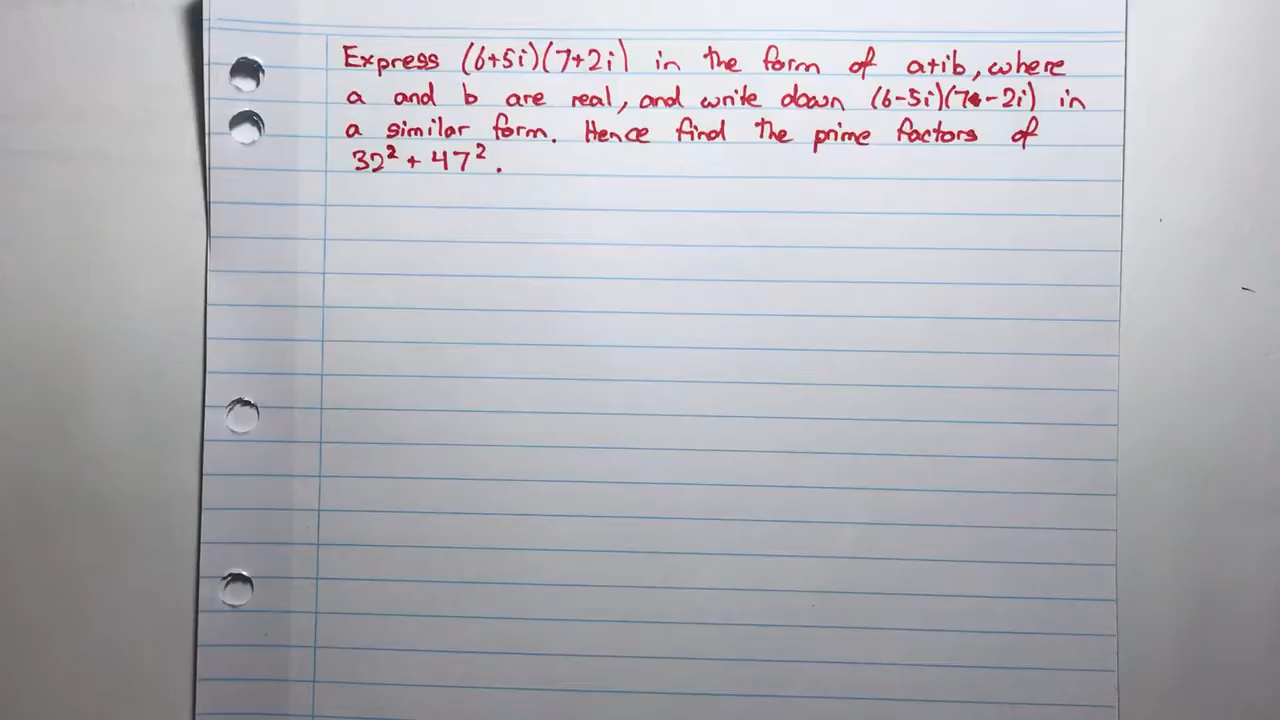 Express (6+5i)(7+2i) in the form of a+ib, where
a and b are real, and write down (6-5i)(7-2i) in
a similar form. Hence find the prime factors of
32² + 47².